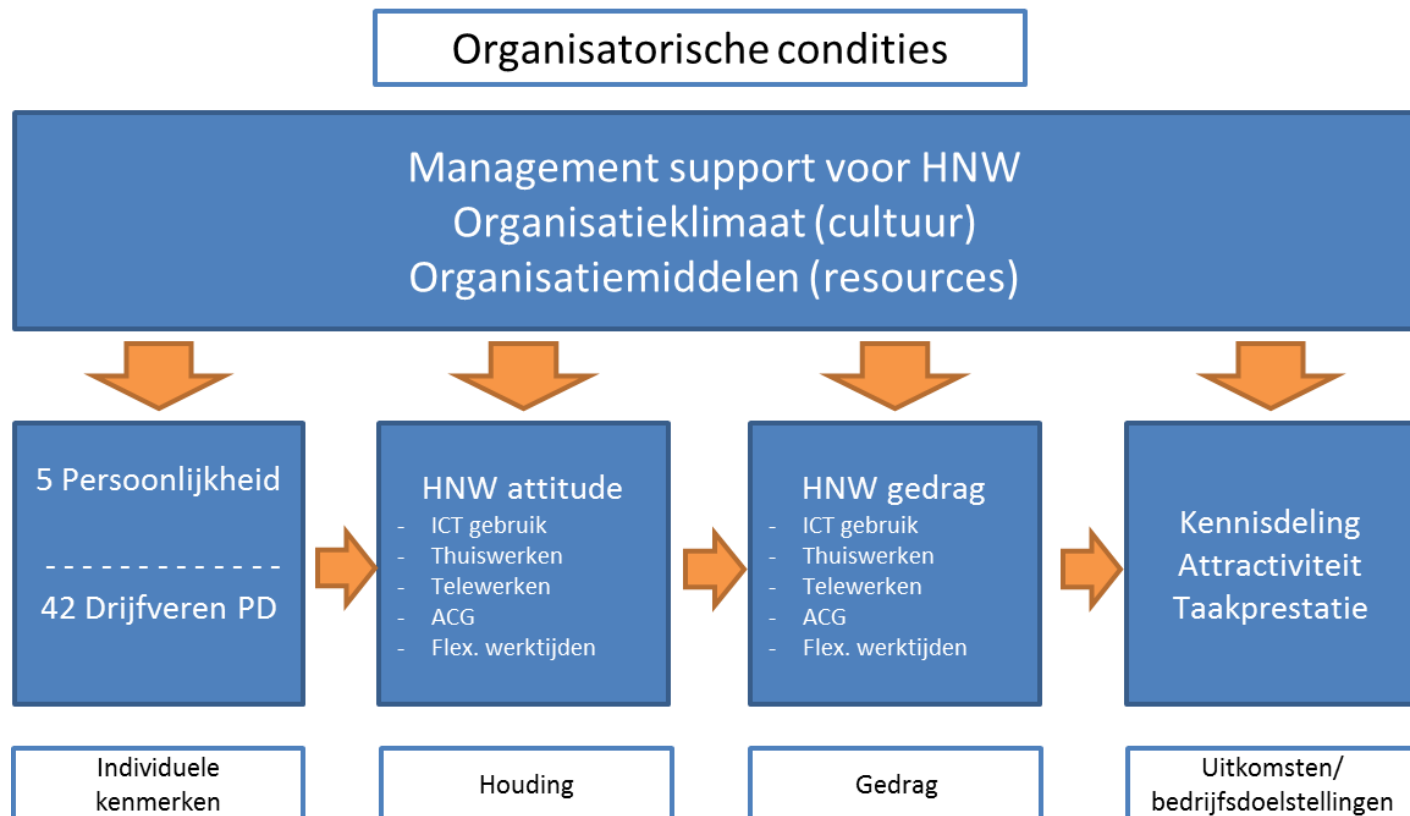 Organisatorische condities
Management support voor HNW
Organisatieklimaat (cultuur)
Organisatiemiddelen (resources)
5 Persoonlijkheid
- - - - - - - - - - - - -
42 Drijfveren PD
HNW attitude
- ICT gebruik
- Thuiswerken
- Telewerken
- ACG
- Flex. werktijden
HNW gedrag
- ICT gebruik
- Thuiswerken
- Telewerken
- ACG
- Flex. werktijden
Kennisdeling
Attractiviteit
Taakprestatie
Individuele
kenmerken
Houding
Gedrag
Uitkomsten/
bedrijfsdoelstellingen